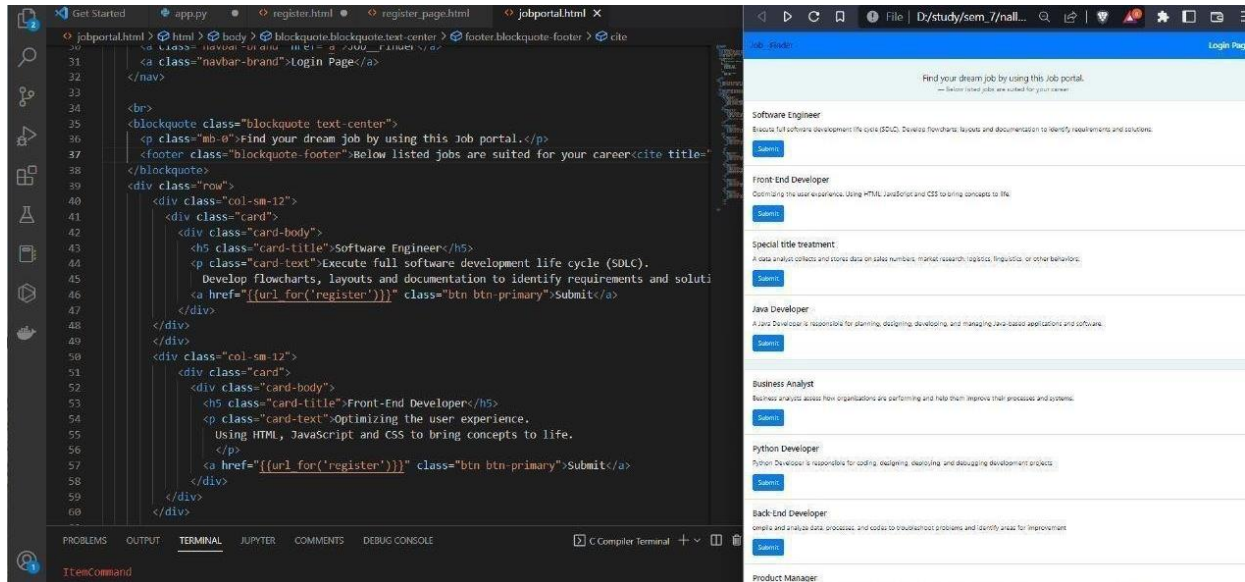 Get Started
app.py
register.html
register_page.html
jobportal.html
jobportal.html > html > body > blockquote.blockquote.text-center > footer.blockquote-footer > cite
31 <a class="navbar-brand">Login Page</a>
32 </nav>
33
34 <br>
35 <blockquote class="blockquote text-center">
36 <p class="mb-0">Find your dream job by using this Job portal.</p>
37 <footer class="blockquote-footer">Below listed jobs are suited for your career<cite title="
38 </blockquote>
39 <div class="row">
40 <div class="col-sm-12">
41 <div class="card">
42 <div class="card-body">
43 <h5 class="card-title">Software Engineer</h5>
44 <p class="card-text">Execute full software development life cycle (SDLC).
45 Develop flowcharts, layouts and documentation to identify requirements and soluti
46 <a href="{{url_for('register')}}" class="btn btn-primary">Submit</a>
47 </div>
48 </div>
49 </div>
50 <div class="col-sm-12">
51 <div class="card">
52 <div class="card-body">
53 <h5 class="card-title">Front-End Developer</h5>
54 <p class="card-text">Optimizing the user experience.
55 Using HTML, JavaScript and CSS to bring concepts to life.
56 </p>
57 <a href="{{url_for('register')}}" class="btn btn-primary">Submit</a>
58 </div>
59 </div>
60 </div>
PROBLEMS OUTPUT TERMINAL JUPYTER COMMENTS DEBUG CONSOLE C Compiler Terminal
ItemCommand
File D:/study/sem_7/nall...
Job_-Finder Login Pag
Find your dream job by using this Job portal.
— Below listed jobs are suited for your career
Software Engineer
Execute full software development life cycle (SDLC). Develop flowcharts, layouts and documentation to identify requirements and solutions.
Submit
Front-End Developer
Optimizing the user experience. Using HTML, JavaScript and CSS to bring concepts to life.
Submit
Special title treatment
A data analyst collects and stores data on sales numbers, market research, logistics, linguistics, or other behaviors.
Submit
Java Developer
A Java Developer is responsible for planning, designing, developing, and managing Java-based applications and software.
Submit
Business Analyst
Business analysts assess how organisations are performing and help them improve their processes and systems.
Submit
Python Developer
Python Developer is responsible for coding, designing, deploying, and debugging development projects
Submit
Back-End Developer
compile and analyze data, processes, and codes to troubleshoot problems and identify areas for improvement
Submit
Product Manager